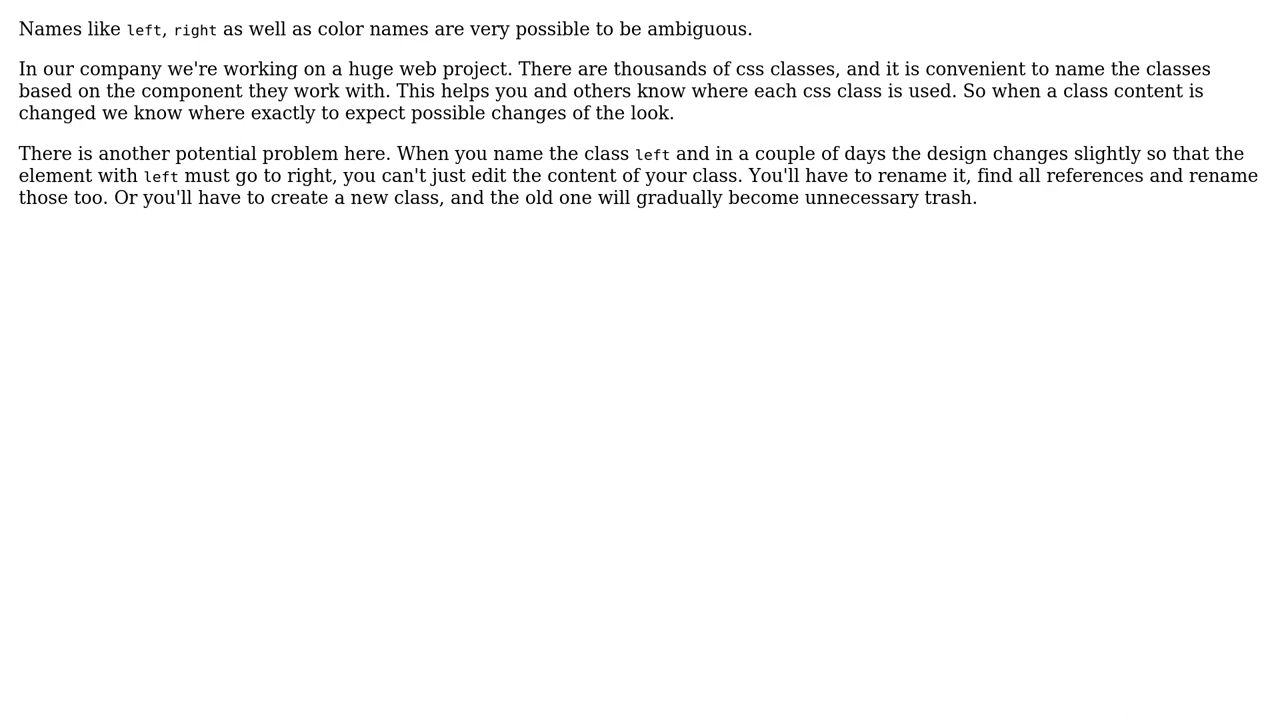 Names like left, right as well as color names are very possible to be ambiguous.
In our company we're working on a huge web project. There are thousands of css classes, and it is convenient to name the classes
based on the component they work with. This helps you and others know where each css class is used. So when a class content is
changed we know where exactly to expect possible changes of the look.
There is another potential problem here. When you name the class left and in a couple of days the design changes slightly so that the
element with left must go to right, you can't just edit the content of your class. You'll have to rename it, find all references and rename
those too. Or you'll have to create a new class, and the old one will gradually become unnecessary trash.